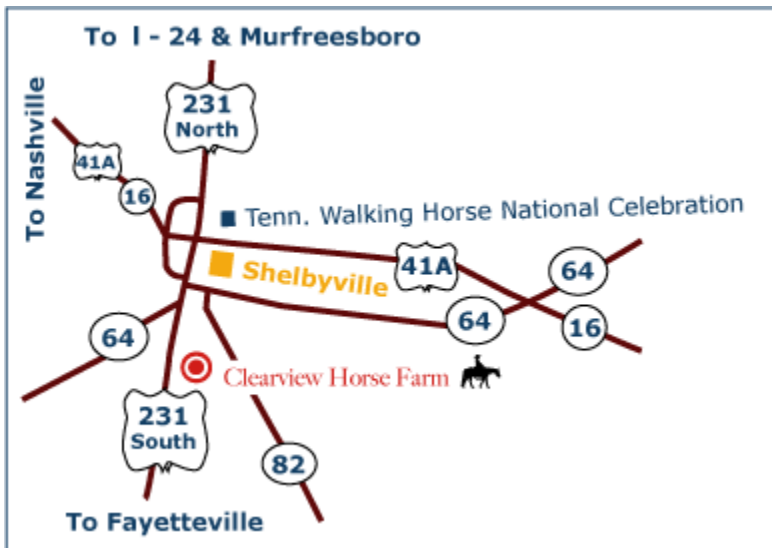 To I - 24 & Murfreesboro
To Nashville
231
North
41A
16
Tenn. Walking Horse National Celebration
Shelbyville
41A
64
64
16
64
Clearview Horse Farm
231
South
82
To Fayetteville